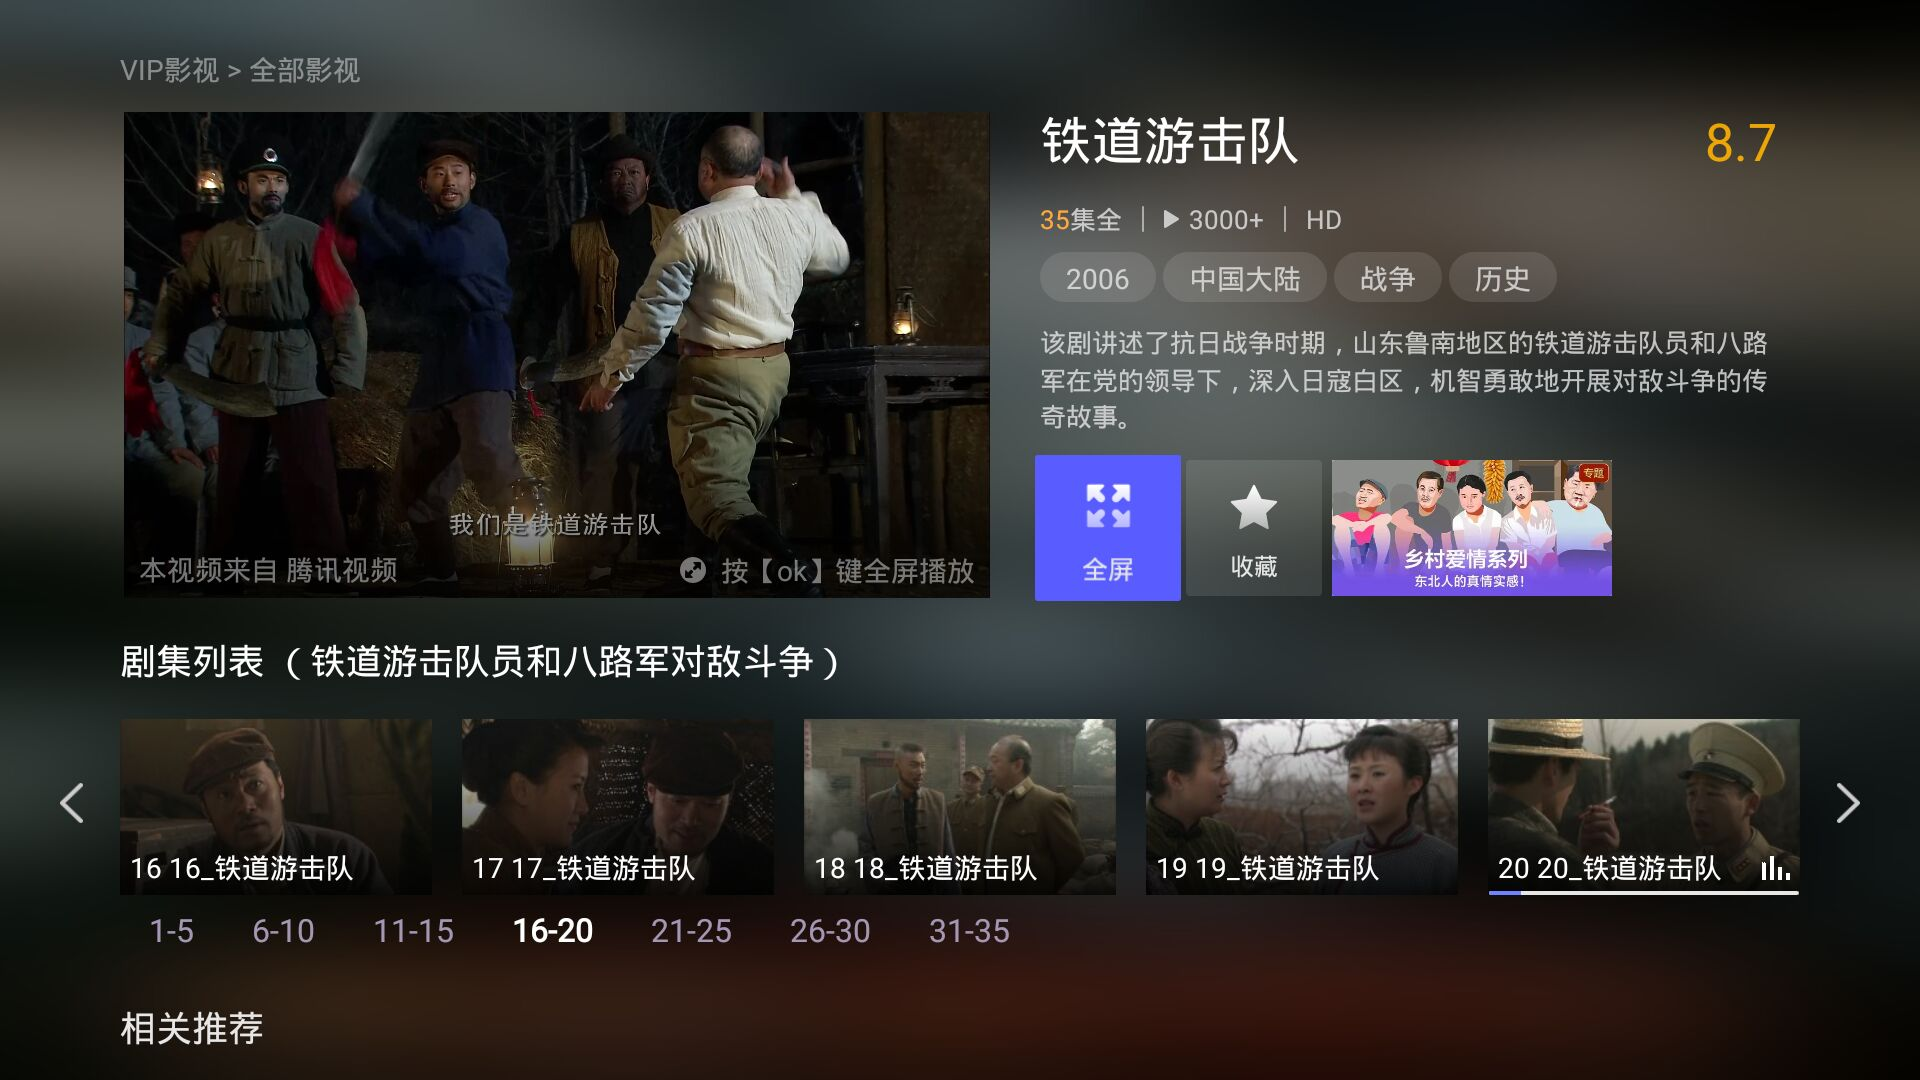 VIP影视 > 全部影视
铁道游击队
8.7
35集全 | 3000+ | HD
2006 中国大陆 战争 历史
该剧讲述了抗日战争时期，山东鲁南地区的铁道游击队员和八路
军在党的领导下，深入日寇白区，机智勇敢地开展对敌斗争的传
奇故事。
我们是铁道游击队
本视频来自 腾讯视频
按【ok】键全屏播放
全屏
收藏
专题
乡村爱情系列
东北人的真情实感！
剧集列表 （铁道游击队员和八路军对敌斗争）
16 16_铁道游击队
17 17_铁道游击队
18 18_铁道游击队
19 19_铁道游击队
20 20_铁道游击队
1-5 6-10 11-15 16-20 21-25 26-30 31-35
相关推荐